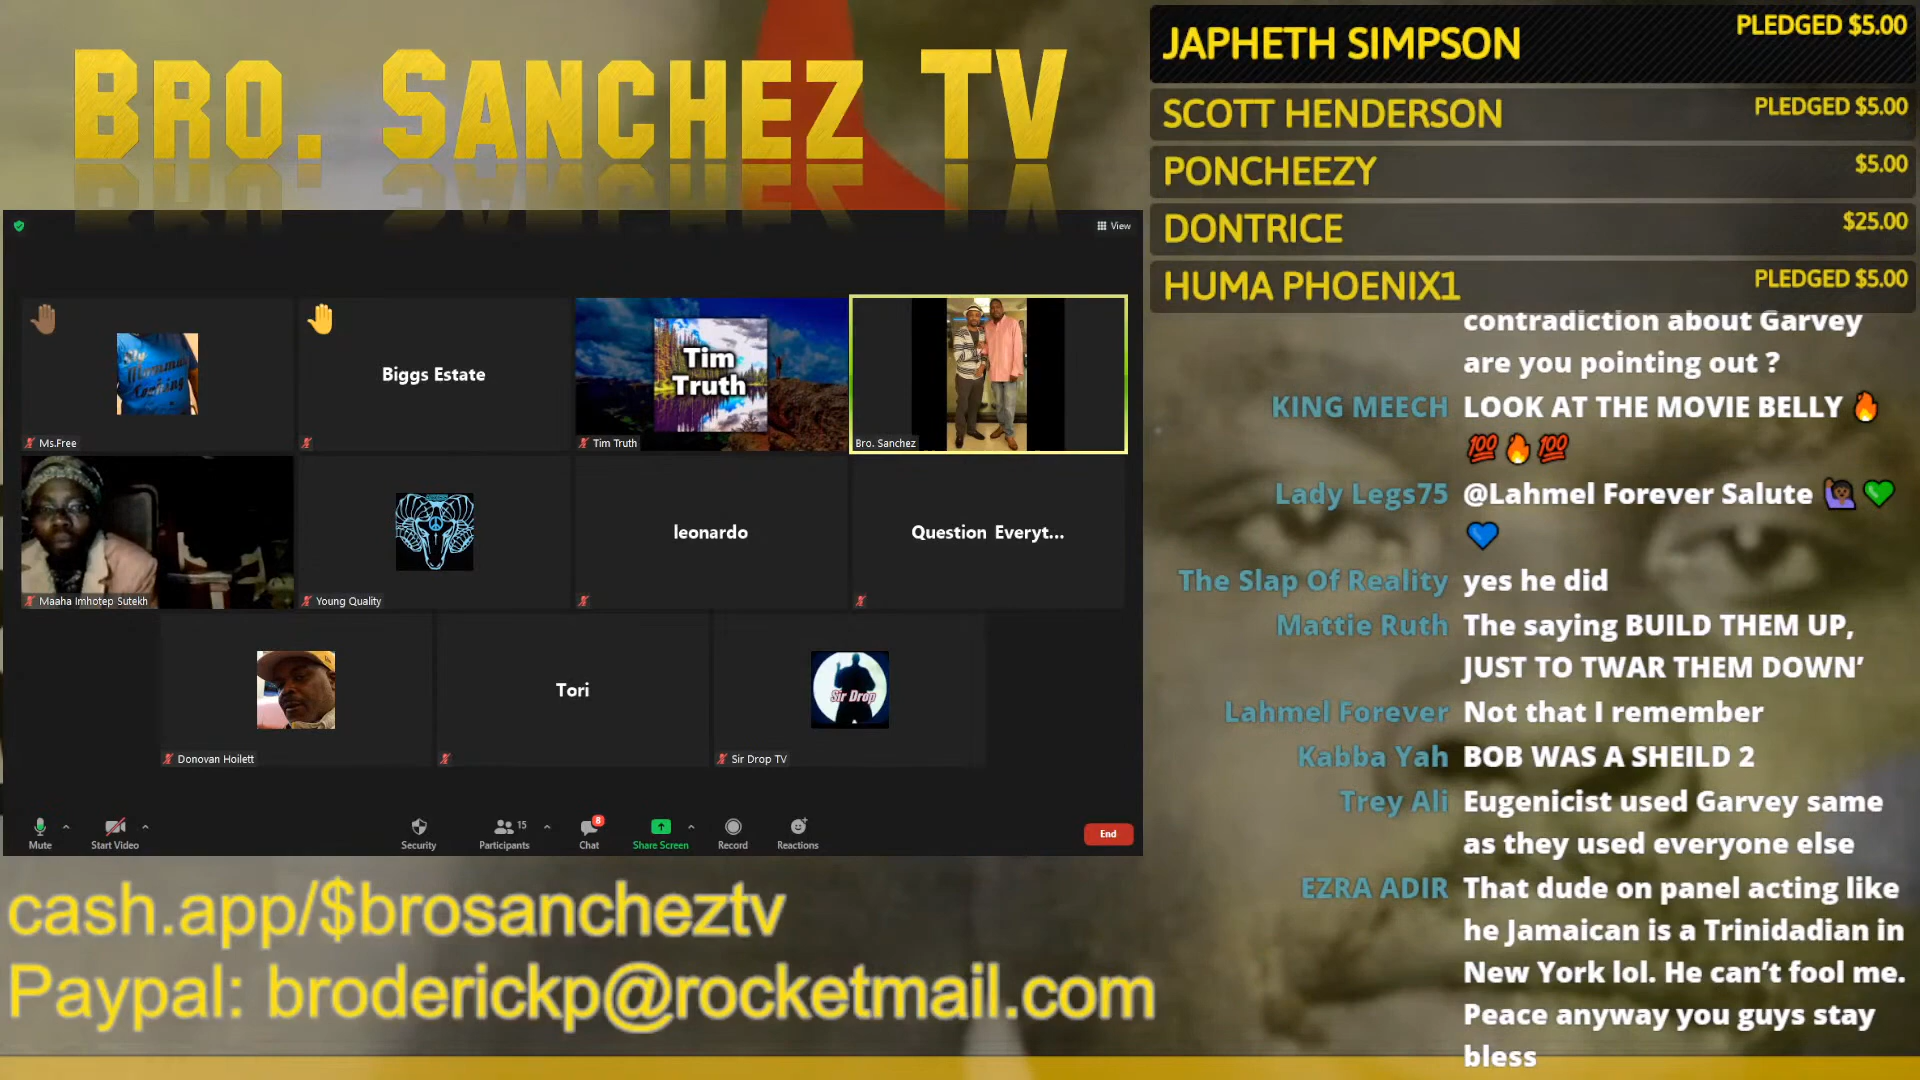 BRO. SANCHEZ TV
JAPHETH SIMPSON PLEDGED $5.00
SCOTT HENDERSON PLEDGED $5.00
PONCHEEZY $5.00
DONTRICE $25.00
HUMA PHOENIX1 PLEDGED $5.00
View
Ms.Free
Biggs Estate
Tim
Truth
Tim Truth
Bro. Sanchez
Maaha Imhotep Sutekh
Young Quality
leonardo
Question Everyt...
Donovan Hoilett
Tori
Sir Drop
Sir Drop TV
Mute
Start Video
Security
15
Participants
8
Chat
Share Screen
Record
Reactions
End
contradiction about Garvey
are you pointing out ?
KING MEECH LOOK AT THE MOVIE BELLY 🔥
💯🔥💯
Lady Legs75 @Lahmel Forever Salute 🙋🏾‍♀️💚
💙
The Slap Of Reality yes he did
Mattie Ruth The saying BUILD THEM UP,
JUST TO TWAR THEM DOWN’
Lahmel Forever Not that I remember
Kabba Yah BOB WAS A SHEILD 2
Trey Ali Eugenicist used Garvey same
as they used everyone else
EZRA ADIR That dude on panel acting like
he Jamaican is a Trinidadian in
New York lol. He can’t fool me.
Peace anyway you guys stay
bless
cash.app/$brosancheztv
Paypal: broderickp@rocketmail.com